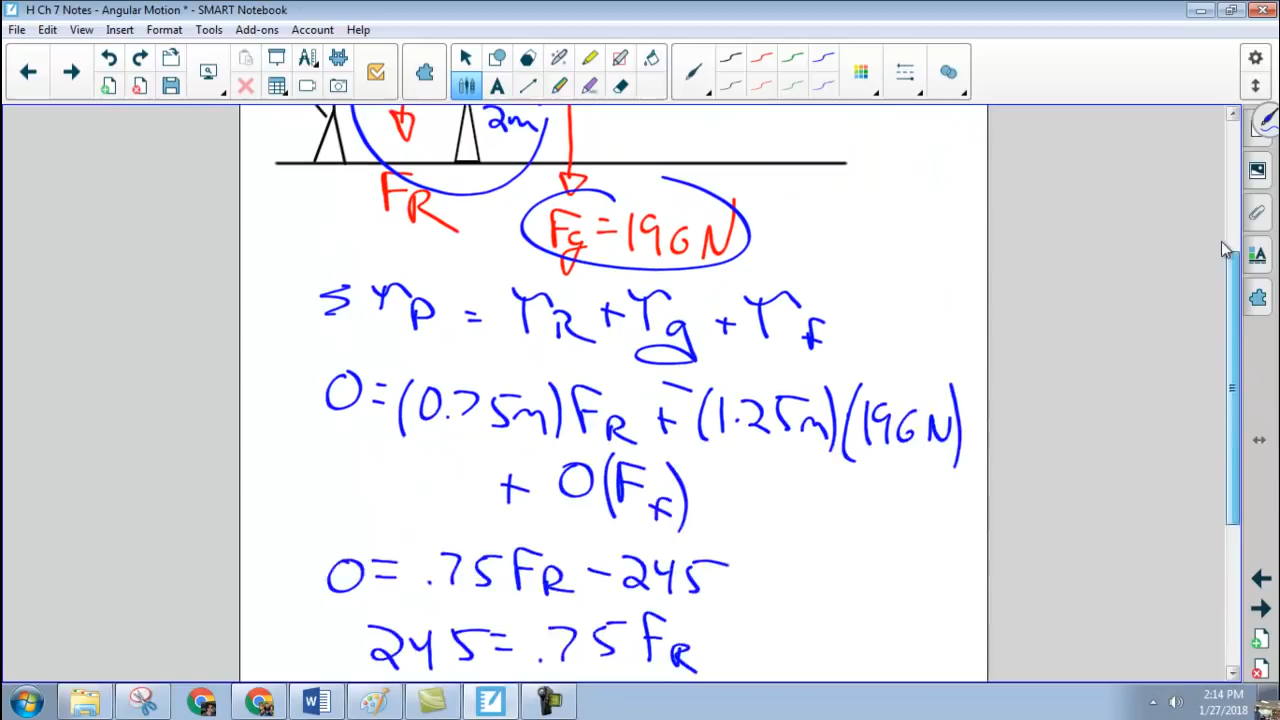 H Ch 7 Notes - Angular Motion * - SMART Notebook
File Edit View Insert Format Tools Add-ons Account Help
2m
FR
Fg = 196N
Στp = τR + τg + τf
0 = (0.75m)FR + -(1.25m)(196N)
+ 0(Ff)
0 = .75FR - 245
245 = .75FR
2:14 PM
1/27/2018